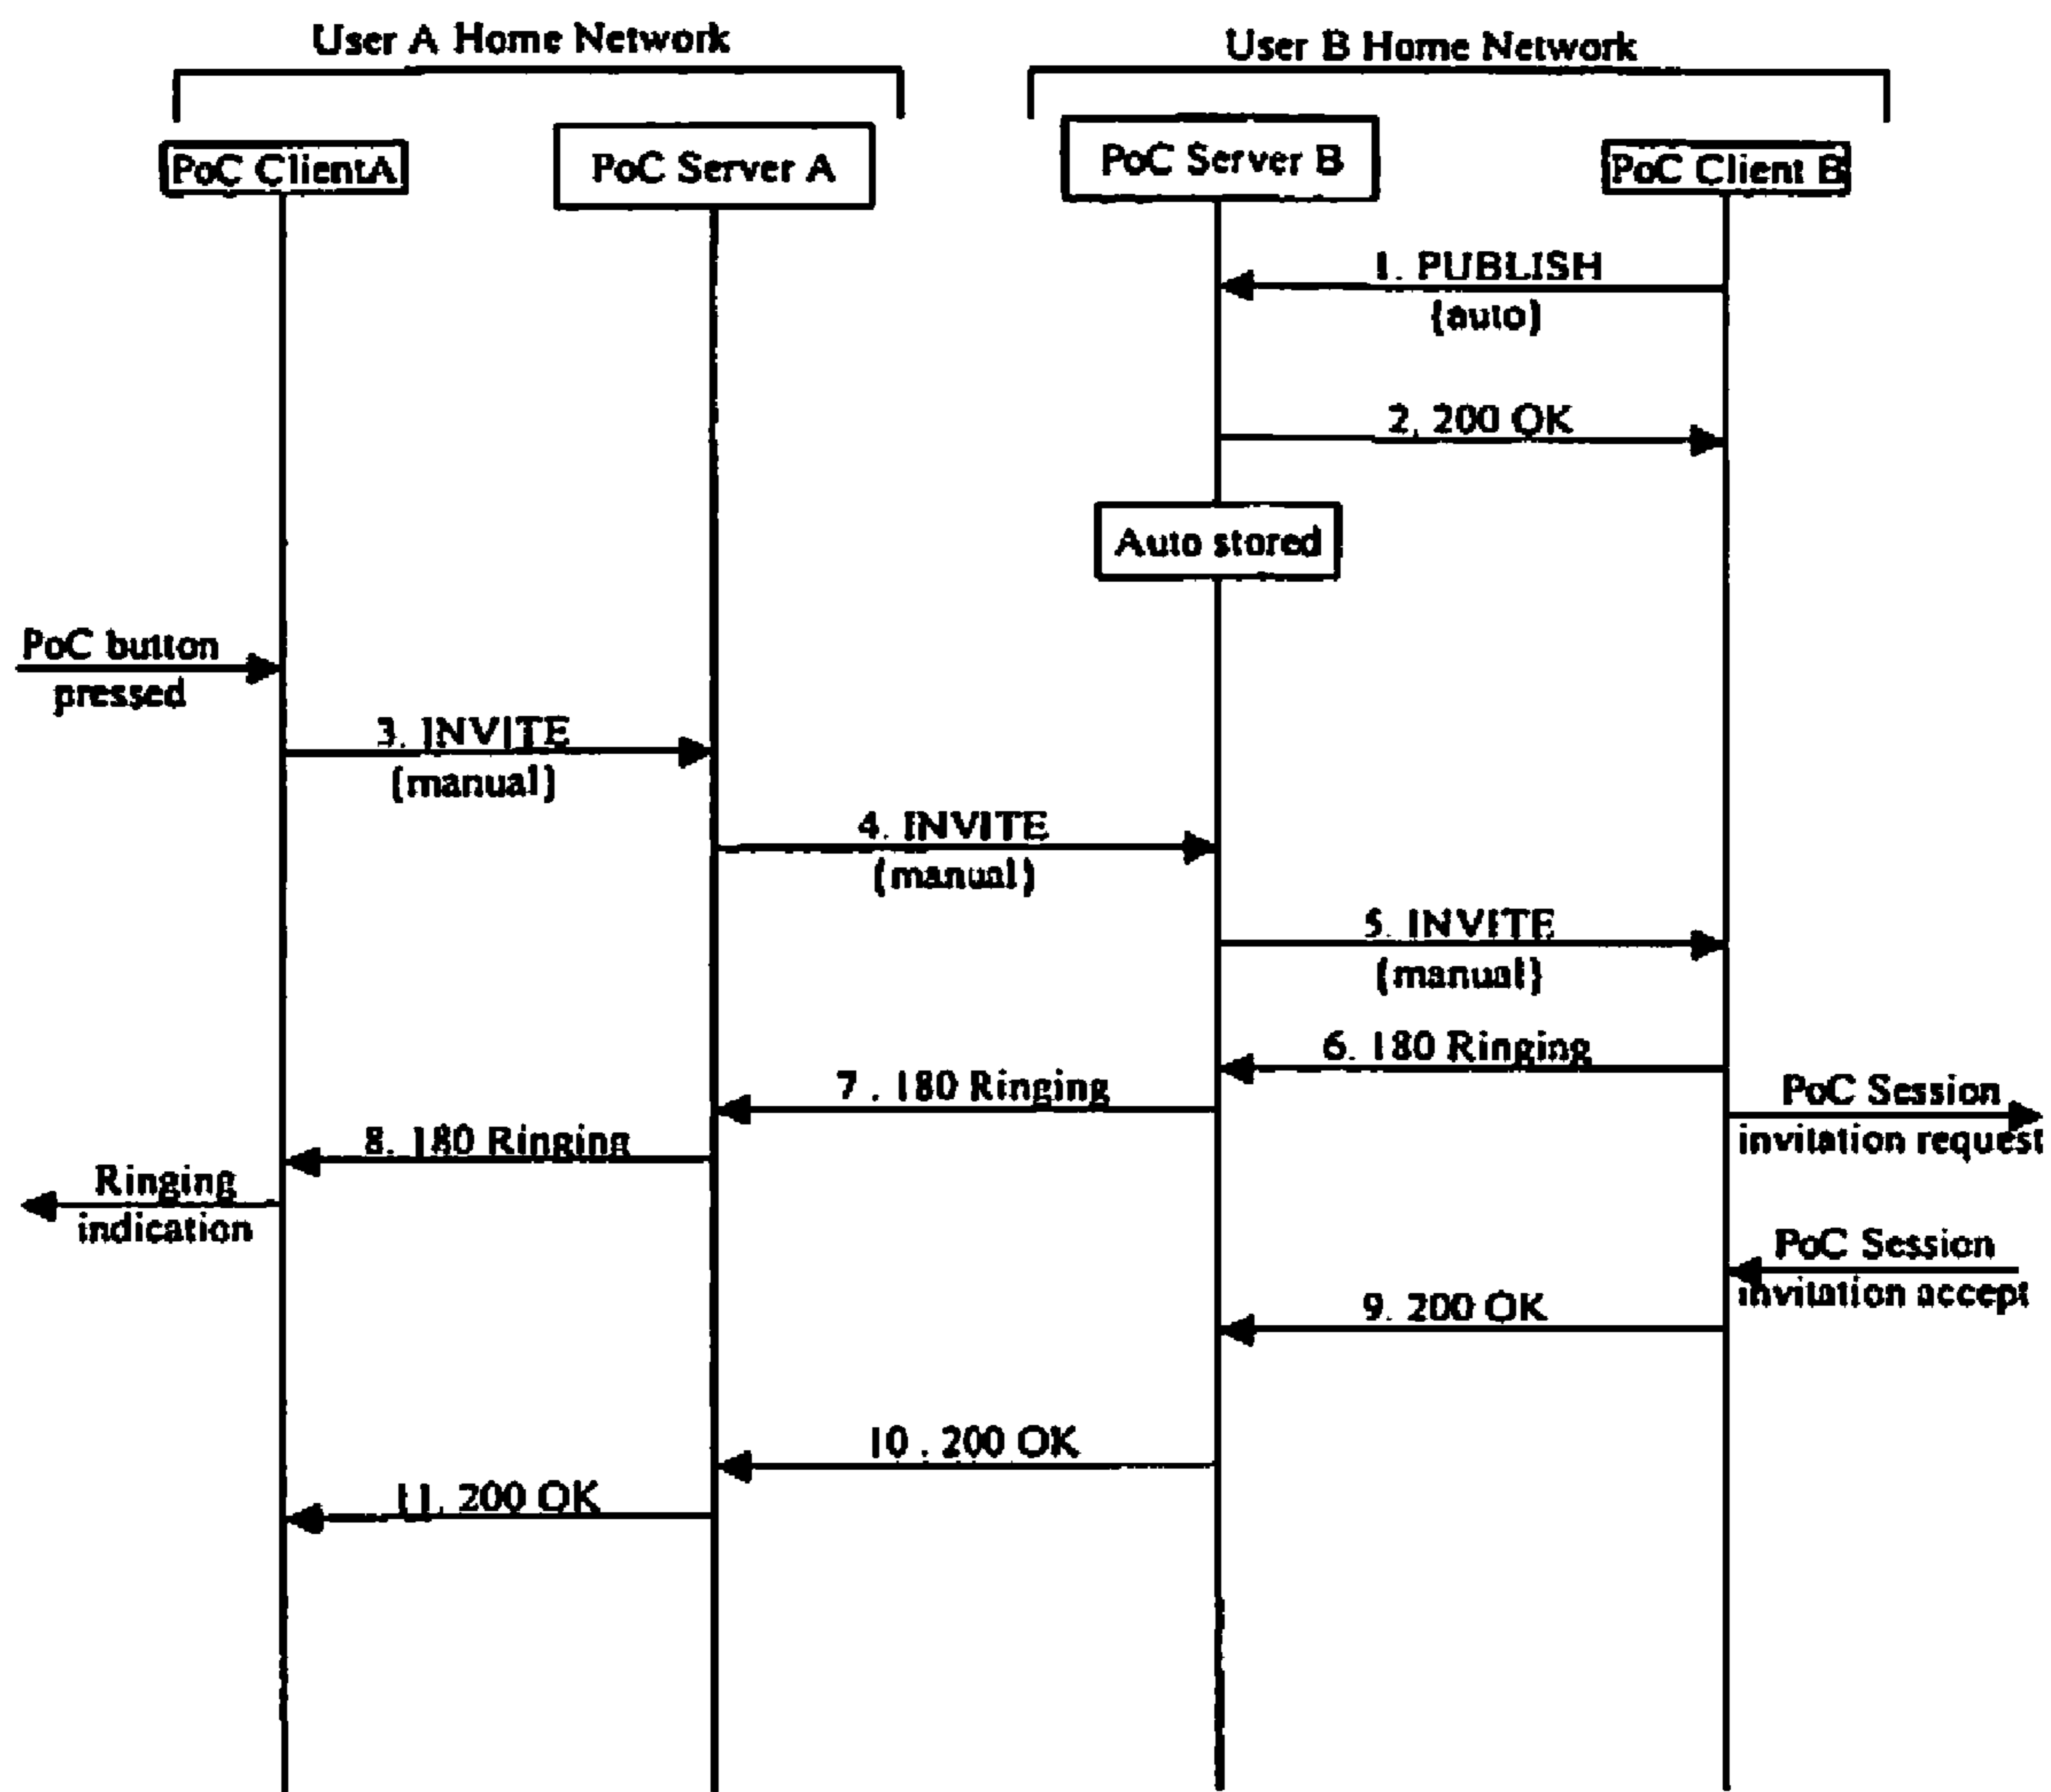 User A Home Network
User B Home Network
PoC ClientA
PoC Server A
PoC Server B
PoC Client B
1. PUBLISH
(auto)
2. 200 OK
Auto stored
PoC button
pressed
3. INVITE
(manual)
4. INVITE
(manual)
5. INVITE
(manual)
6. 180 Ringing
7 . 180 Ringing
PoC Session
invitation request
8. 180 Ringing
Ringing
indication
PoC Session
invitation accept
9. 200 OK
10 . 200 OK
11. 200 OK